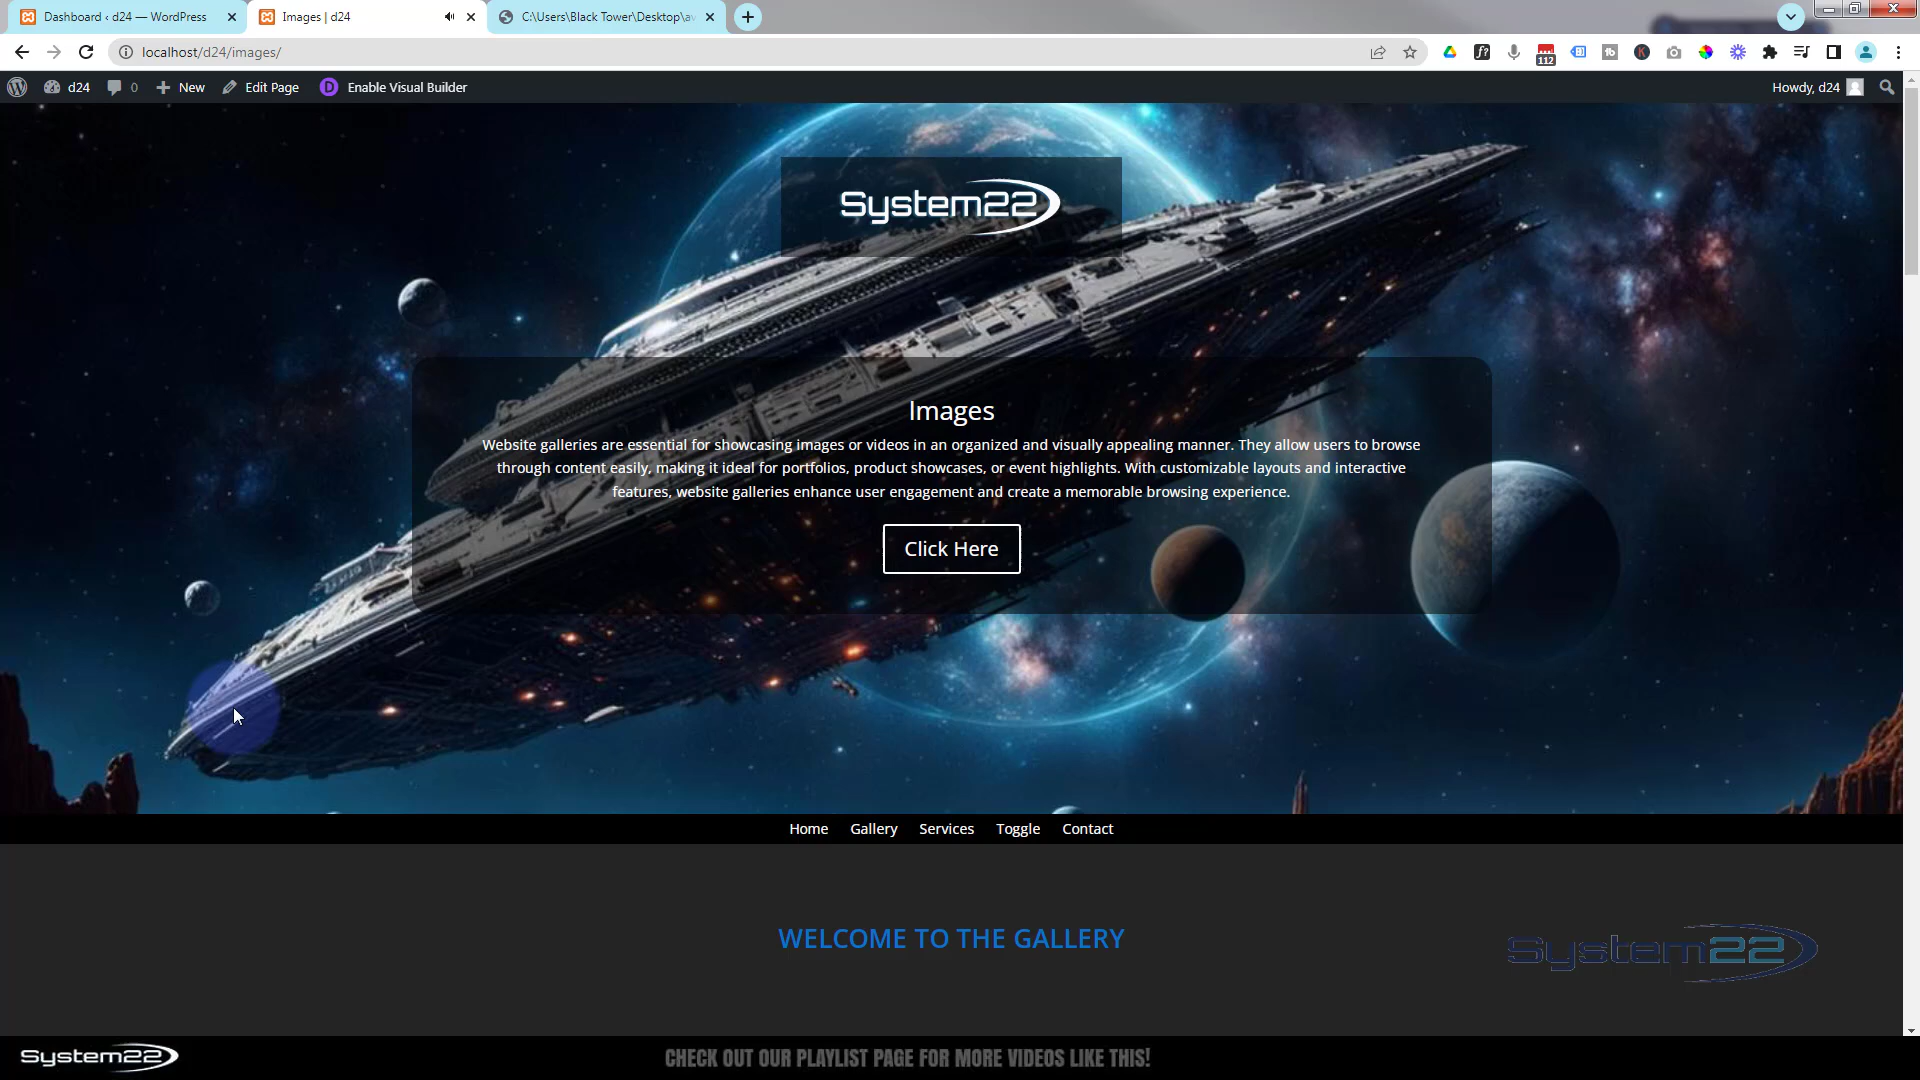 Dashboard ‹ d24 — WordPress
Images | d24
C:\Users\Black Tower\Desktop\av
localhost/d24/images/
112
d24
0
New
Edit Page
D
Enable Visual Builder
Howdy, d24
System22
Images
Website galleries are essential for showcasing images or videos in an organized and visually appealing manner. They allow users to browse
through content easily, making it ideal for portfolios, product showcases, or event highlights. With customizable layouts and interactive
features, website galleries enhance user engagement and create a memorable browsing experience.
Click Here
Home
Gallery
Services
Toggle
Contact
WELCOME TO THE GALLERY
System22
System22
CHECK OUT OUR PLAYLIST PAGE FOR MORE VIDEOS LIKE THIS!